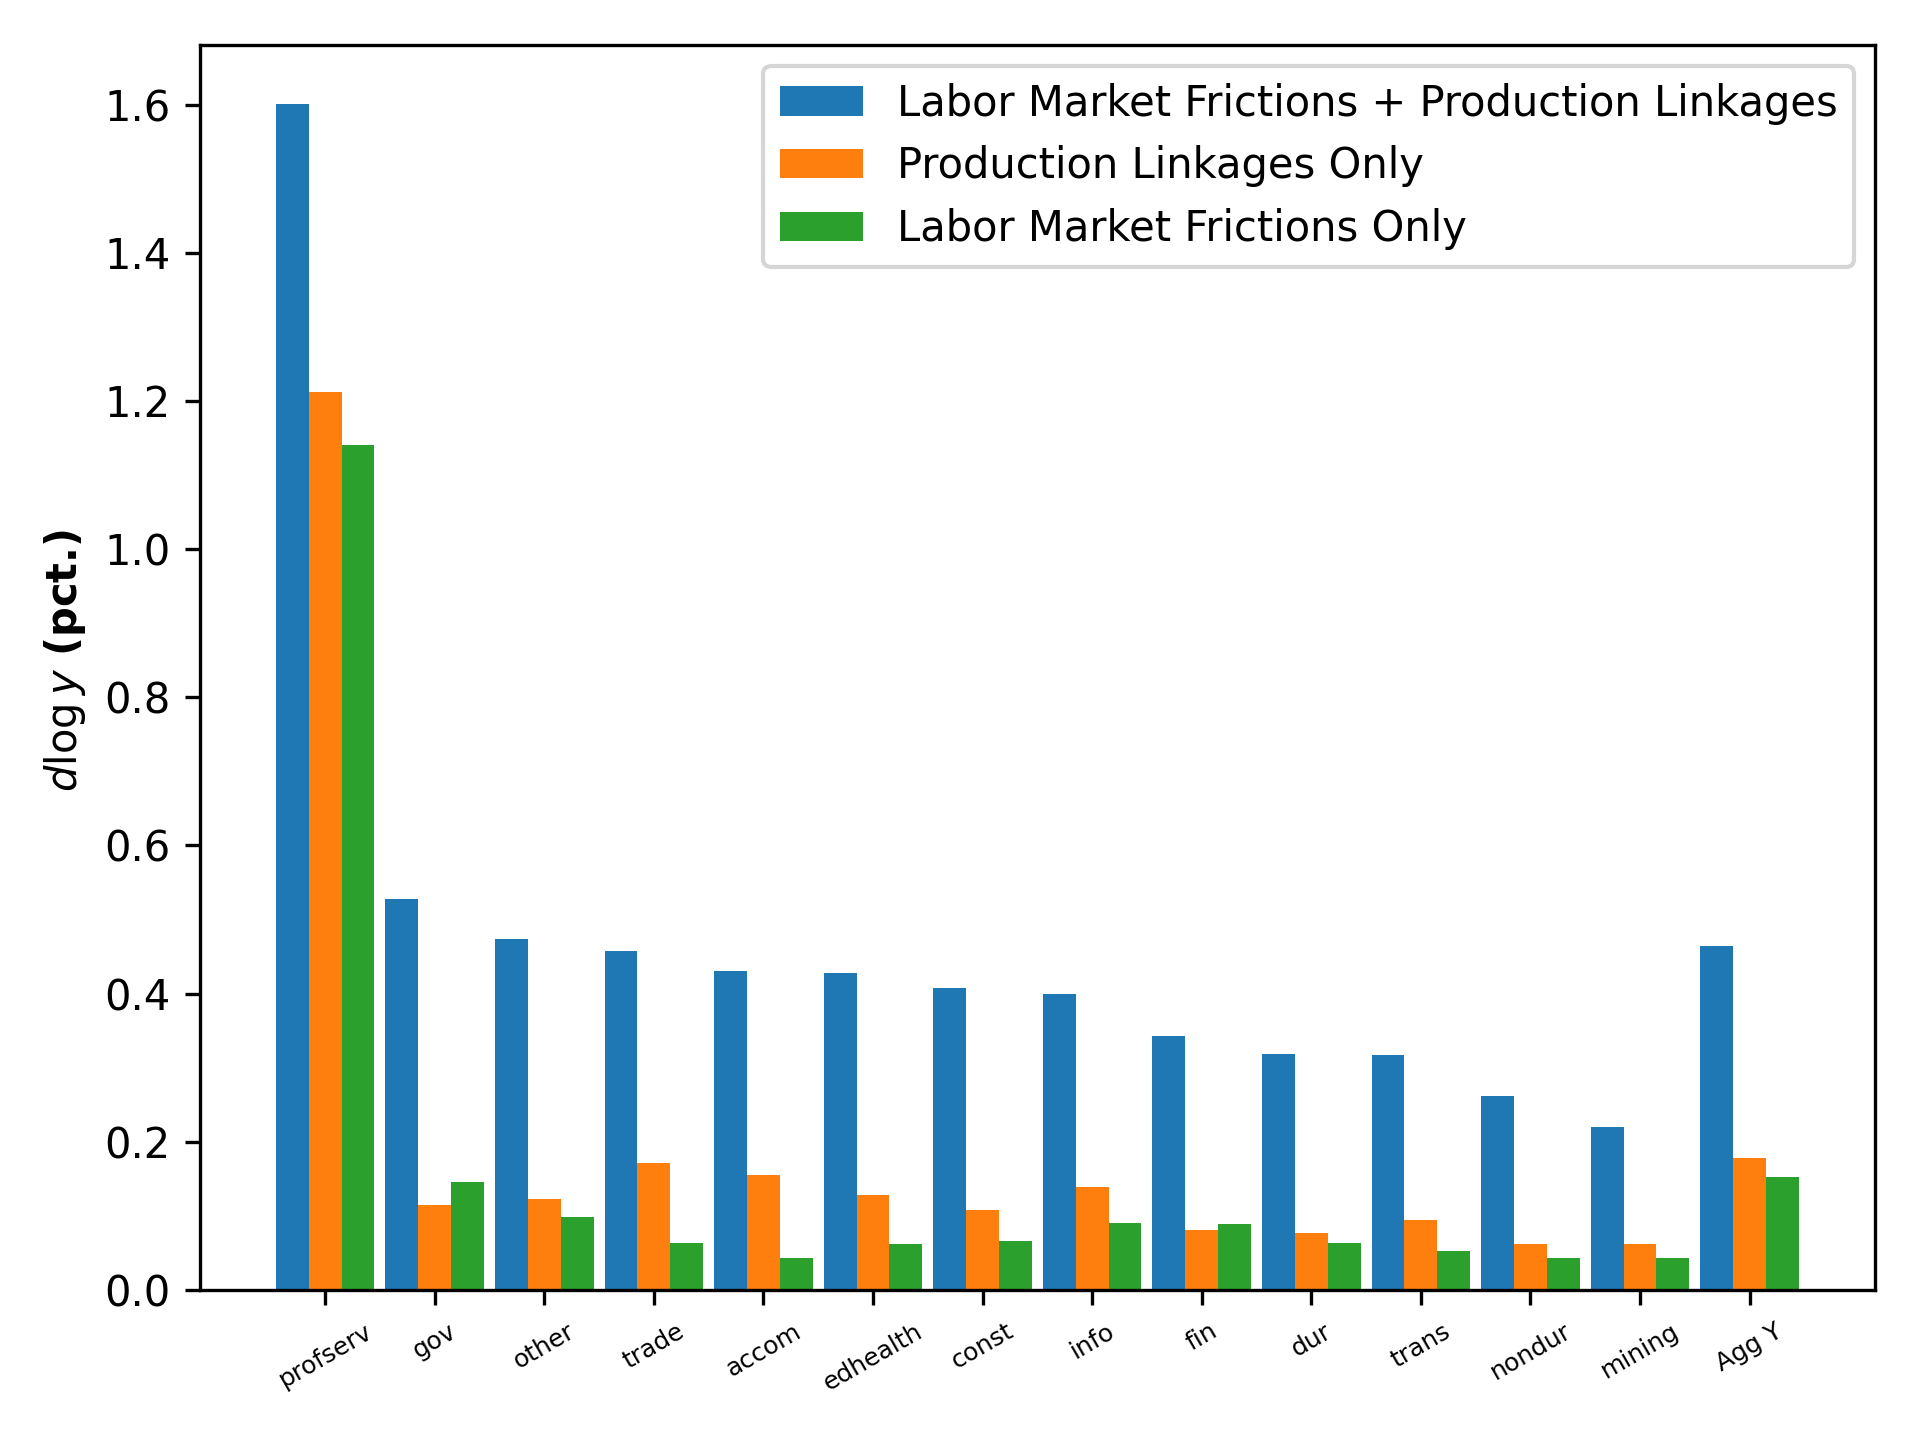 Labor Market Frictions + Production Linkages
Production Linkages Only
Labor Market Frictions Only
d log y (pct.)
1.6
1.4
1.2
1.0
0.8
0.6
0.4
0.2
0.0
profserv gov other trade accom edhealth const info fin dur trans nondur mining Agg Y